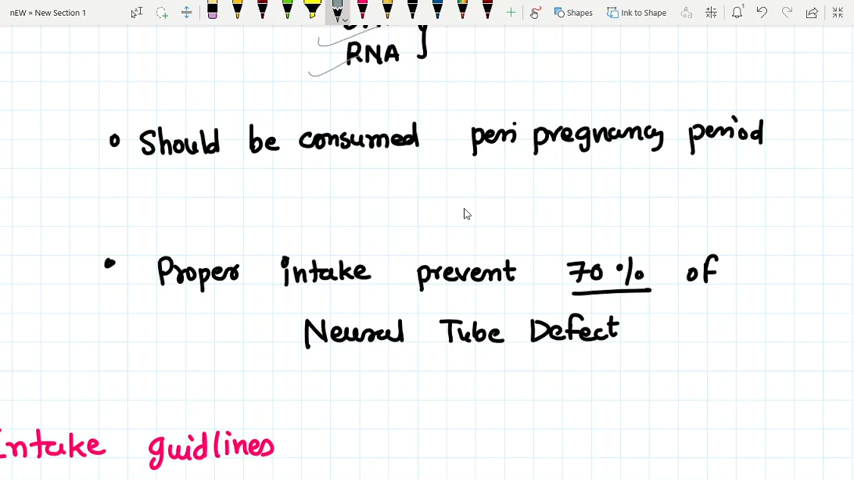 nEW » New Section 1
Shapes
Ink to Shape
RNA
Should be consumed peri pregnancy period
Proper intake prevent 70 % of
Neural Tube Defect
Intake guidlines